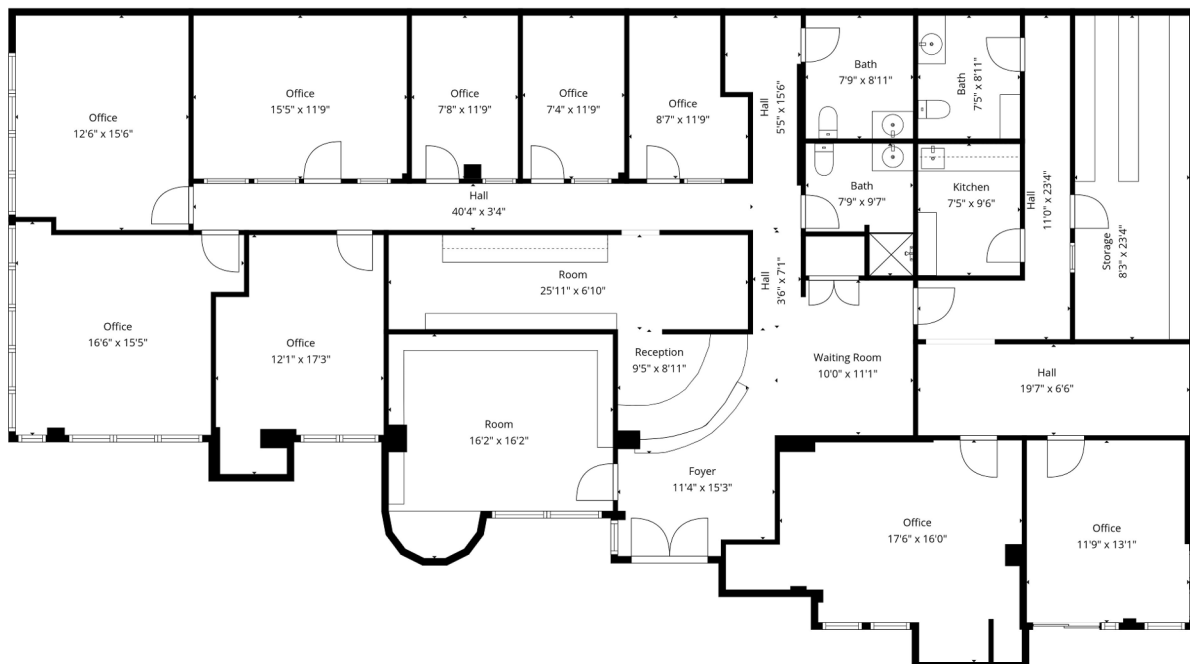 Office
12'6" x 15'6"
Office
15'5" x 11'9"
Office
7'8" x 11'9"
Office
7'4" x 11'9"
Office
8'7" x 11'9"
Hall
5'5" x 15'6"
Bath
7'9" x 8'11"
Bath
7'5" x 8'11"
Hall
40'4" x 3'4"
Bath
7'9" x 9'7"
Kitchen
7'5" x 9'6"
Hall
11'0" x 23'4"
Storage
8'3" x 23'4"
Room
25'11" x 6'10"
Hall
3'6" x 7'1"
Office
16'6" x 15'5"
Office
12'1" x 17'3"
Reception
9'5" x 8'11"
Waiting Room
10'0" x 11'1"
Hall
19'7" x 6'6"
Room
16'2" x 16'2"
Foyer
11'4" x 15'3"
Office
17'6" x 16'0"
Office
11'9" x 13'1"